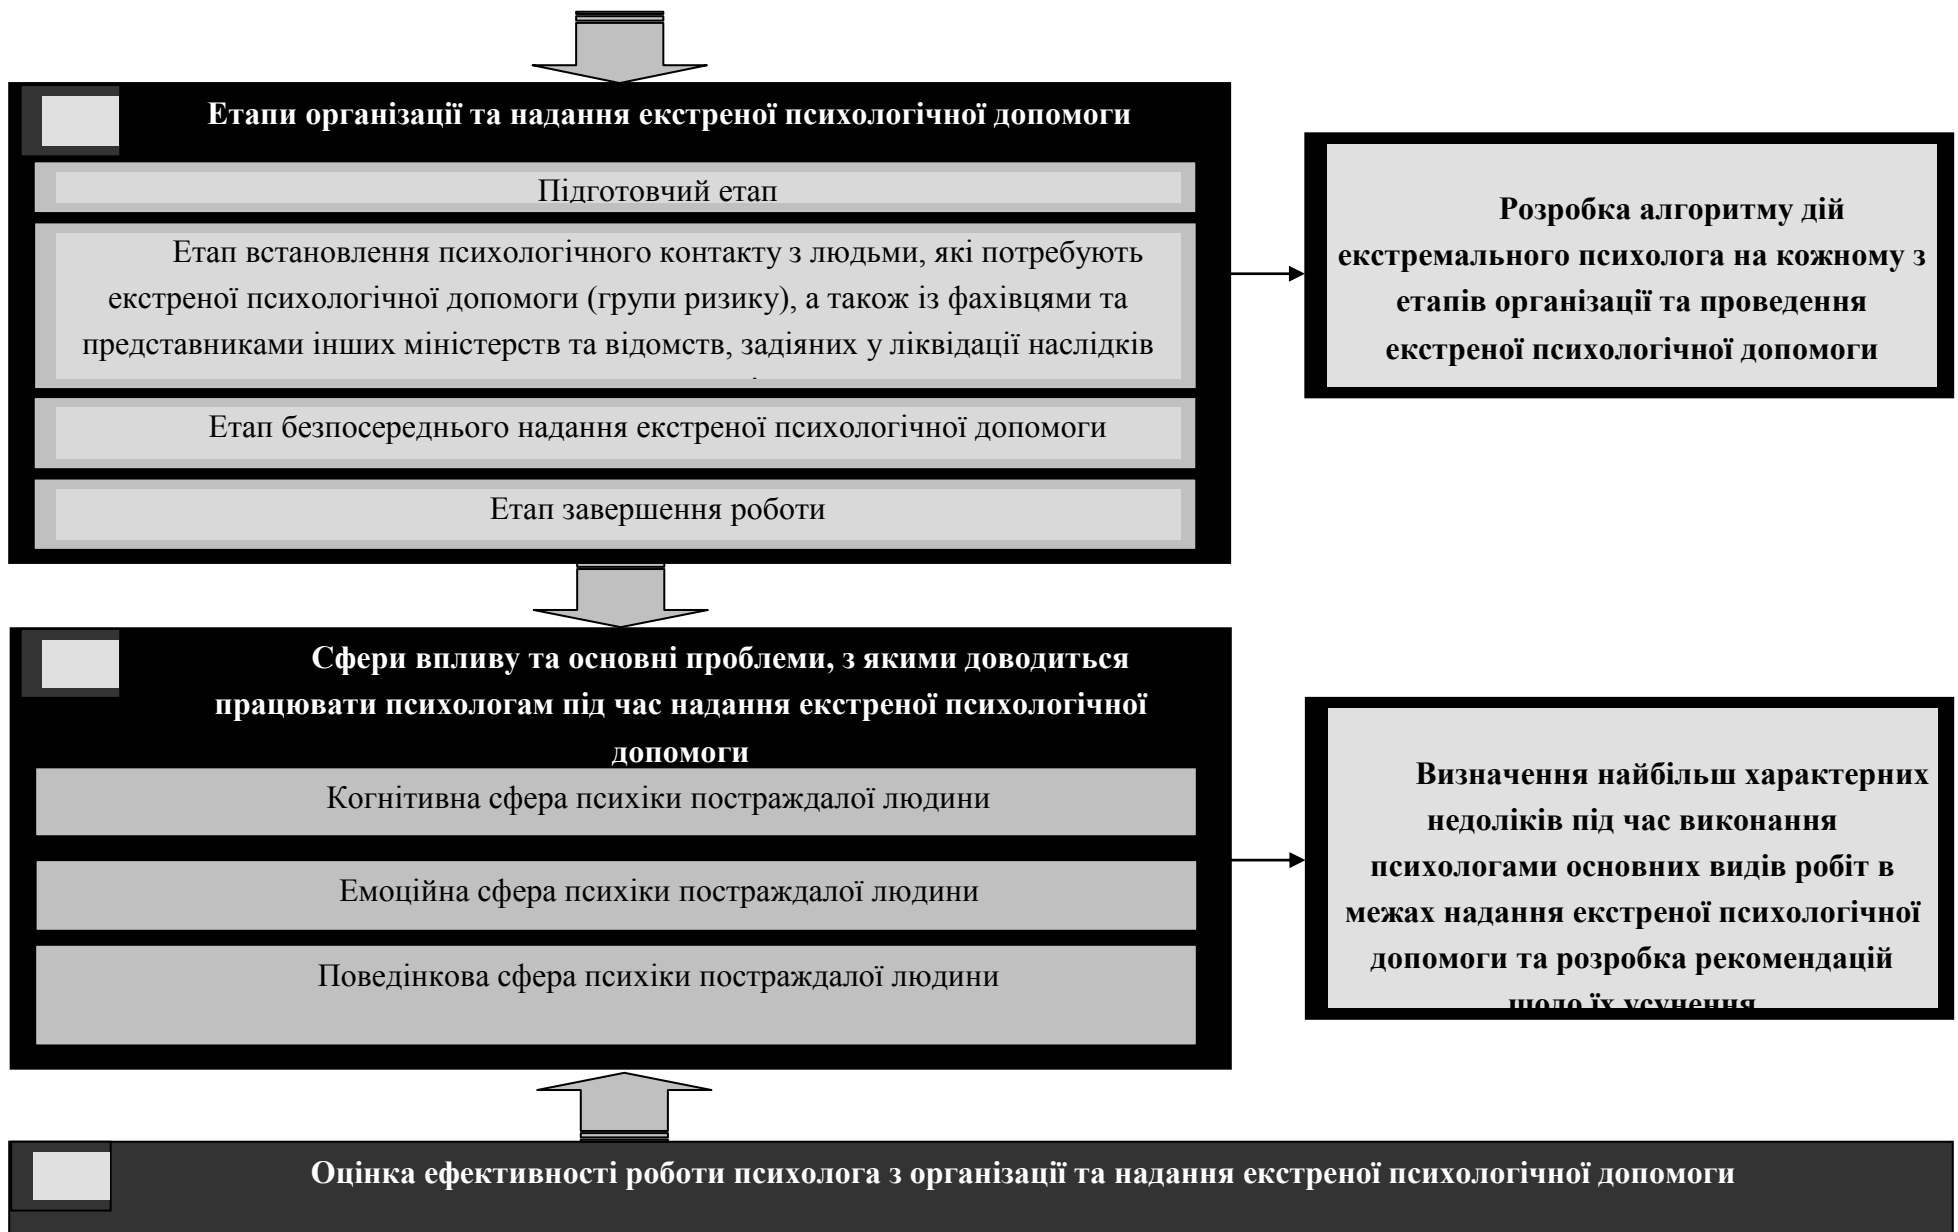 Етапи організації та надання екстреної психологічної допомоги
Підготовчий етап
Етап встановлення психологічного контакту з людьми, які потребують
екстреної психологічної допомоги (групи ризику), а також із фахівцями та
представниками інших міністерств та відомств, задіяних у ліквідації наслідків
Етап безпосереднього надання екстреної психологічної допомоги
Етап завершення роботи
Розробка алгоритму дій
екстремального психолога на кожному з
етапів організації та проведення
екстреної психологічної допомоги
Сфери впливу та основні проблеми, з якими доводиться
працювати психологам під час надання екстреної психологічної
допомоги
Когнітивна сфера психіки постраждалої людини
Емоційна сфера психіки постраждалої людини
Поведінкова сфера психіки постраждалої людини
Визначення найбільш характерних
недоліків під час виконання
психологами основних видів робіт в
межах надання екстреної психологічної
допомоги та розробка рекомендацій
щодо їх усунення
Оцінка ефективності роботи психолога з організації та надання екстреної психологічної допомоги